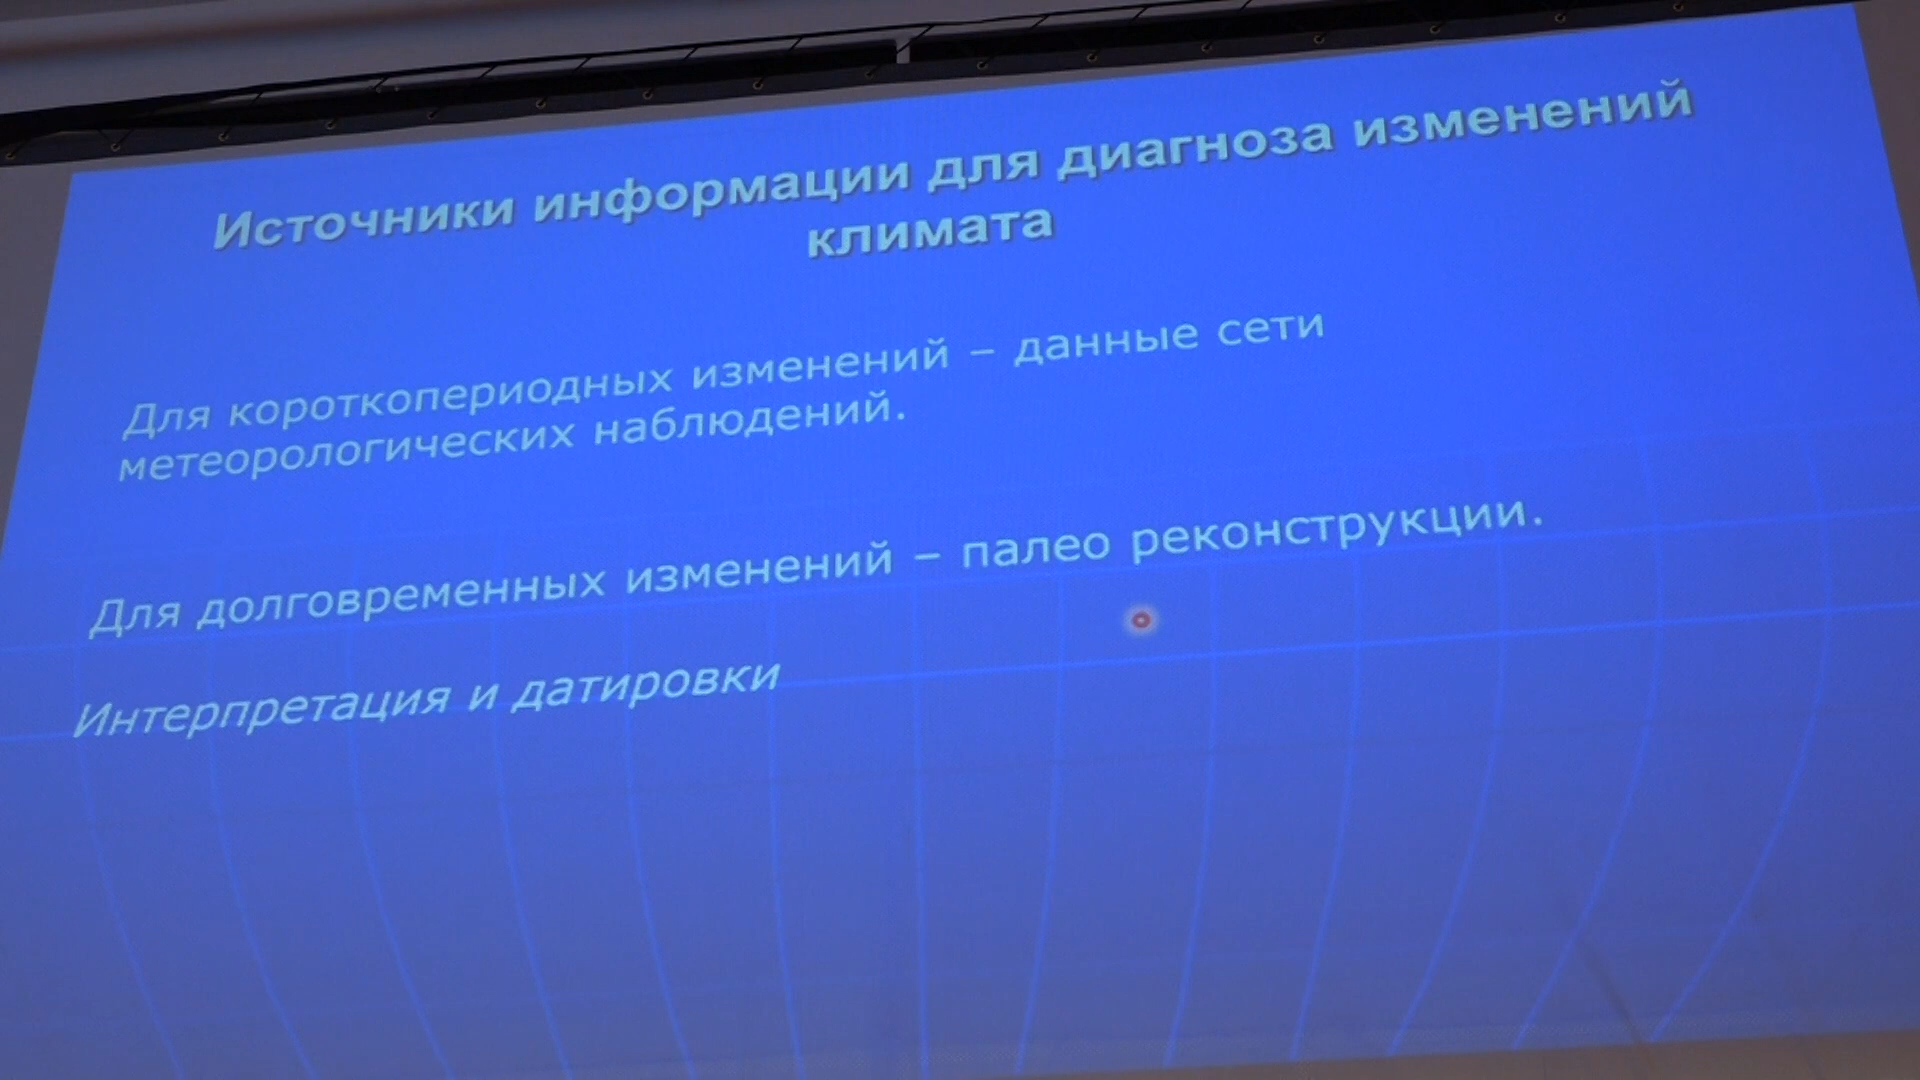 Источники информации для диагноза изменений
климата
Для короткопериодных изменений – данные сети
метеорологических наблюдений.
Для долговременных изменений – палео реконструкции.
Интерпретация и датировки